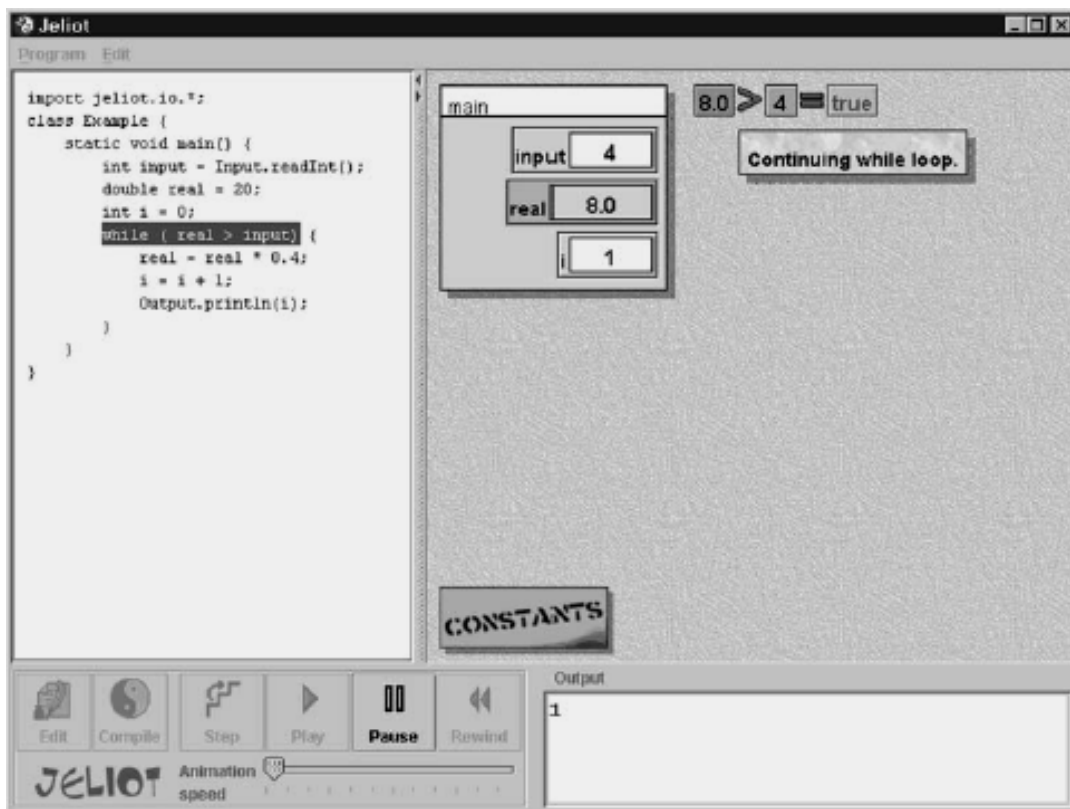 Jeliot
Program Edit
import jeliot.io.*;
class Example {
static void main() {
int input = Input.readInt();
double real = 20;
int i = 0;
while ( real > input) {
real = real * 0.4;
i = i + 1;
Output.println(i);
}
}
}
main
input 4
real 8.0
i 1
8.0 > 4 = true
Continuing while loop.
CONSTANTS
Edit Compile Step Play Pause Rewind
JELIOT
Animation
speed
Output
1